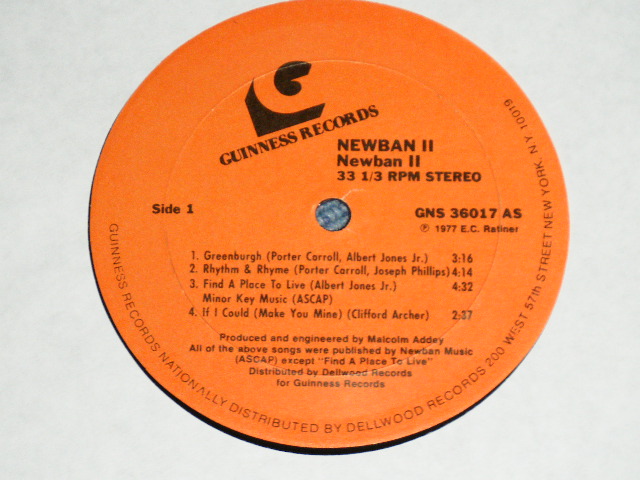 GUINNESS RECORDS
NEWBAN II
Newban II
33 1/3 RPM STEREO
Side 1
GNS 36017 AS
℗ 1977 E.C. Ratiner
1. Greenburgh (Porter Carroll, Albert Jones Jr.) 3:16
2. Rhythm & Rhyme (Porter Carroll, Joseph Phillips) 4:14
3. Find A Place To Live (Albert Jones Jr.) 4:32
Minor Key Music (ASCAP)
4. If I Could (Make You Mine) (Clifford Archer) 2:37
Produced and engineered by Malcolm Addey
All of the above songs were published by Newban Music
(ASCAP) except "Find A Place To Live"
Distributed by Dellwood Records
for Guinness Records
GUINNESS RECORDS NATIONALLY DISTRIBUTED BY DELLWOOD RECORDS 200 WEST 57th STREET NEW YORK, N.Y. 10019